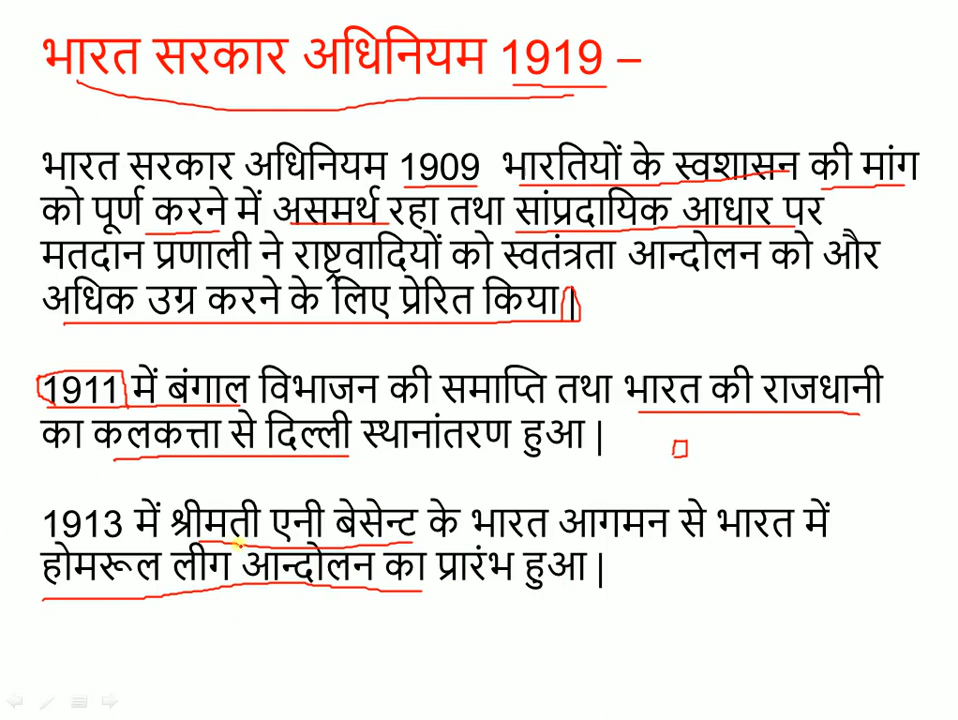 भारत सरकार अधिनियम 1919 –
भारत सरकार अधिनियम 1909 भारतियों के स्वशासन की मांग
को पूर्ण करने में असमर्थ रहा तथा सांप्रदायिक आधार पर
मतदान प्रणाली ने राष्ट्रवादियों को स्वतंत्रता आन्दोलन को और
अधिक उग्र करने के लिए प्रेरित किया |
1911 में बंगाल विभाजन की समाप्ति तथा भारत की राजधानी
का कलकत्ता से दिल्ली स्थानांतरण हुआ |
1913 में श्रीमती एनी बेसेन्ट के भारत आगमन से भारत में
होमरूल लीग आन्दोलन का प्रारंभ हुआ |